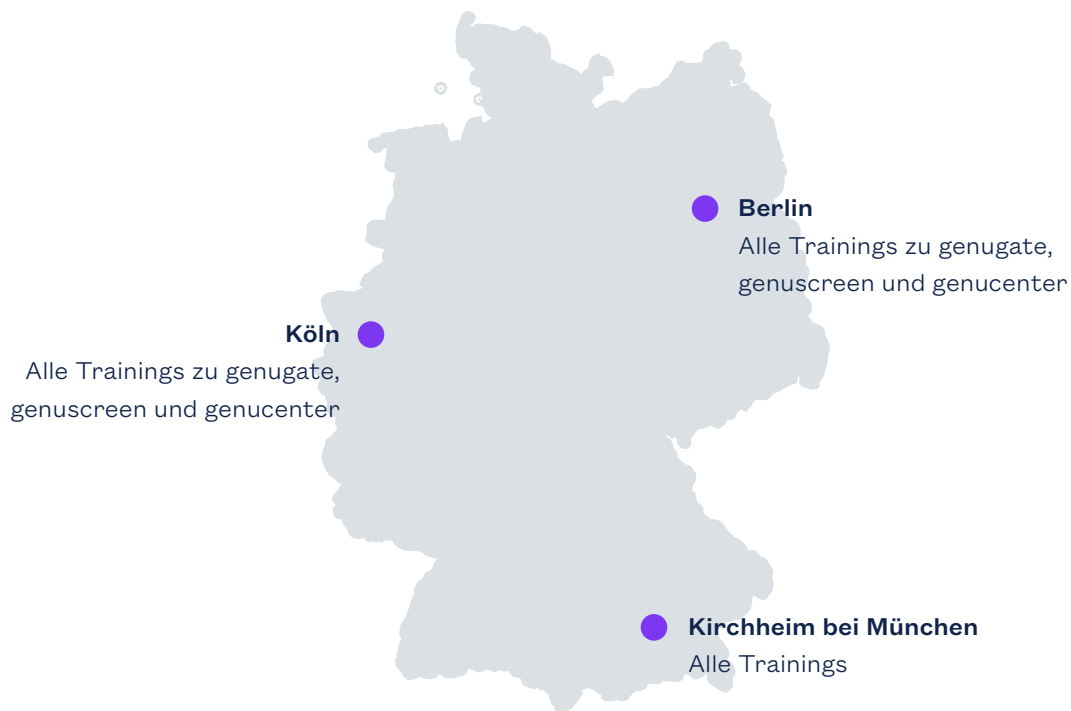 Berlin
Alle Trainings zu genugate,
genuscreen und genucenter
Köln
Alle Trainings zu genugate,
genuscreen und genucenter
Kirchheim bei München
Alle Trainings